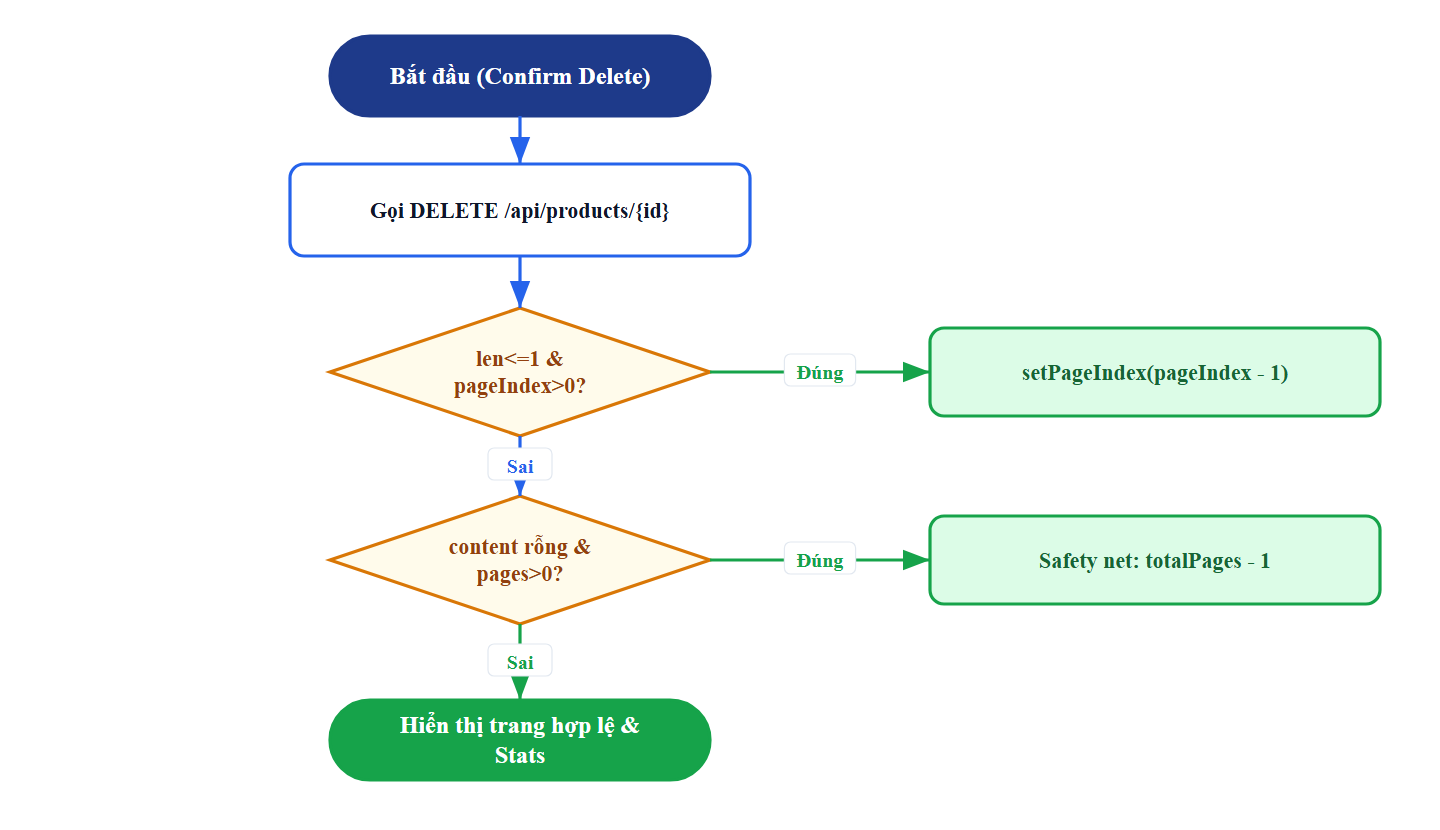 Bắt đầu (Confirm Delete)
Gọi DELETE /api/products/{id}
len<=1 &
pageIndex>0?
Đúng
setPageIndex(pageIndex - 1)
Sai
content rỗng &
pages>0?
Đúng
Safety net: totalPages - 1
Sai
Hiển thị trang hợp lệ &
Stats